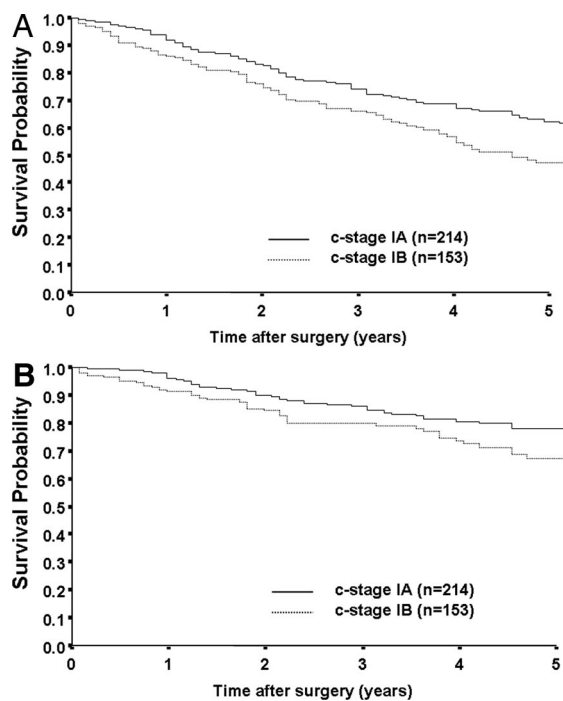 A
Survival Probability
1.0
0.9
0.8
0.7
0.6
0.5
0.4
0.3
0.2
0.1
0.0
c-stage IA (n=214)
c-stage IB (n=153)
0 1 2 3 4 5
Time after surgery (years)
B
Survival Probability
1.0
0.9
0.8
0.7
0.6
0.5
0.4
0.3
0.2
0.1
0.0
c-stage IA (n=214)
c-stage IB (n=153)
0 1 2 3 4 5
Time after surgery (years)